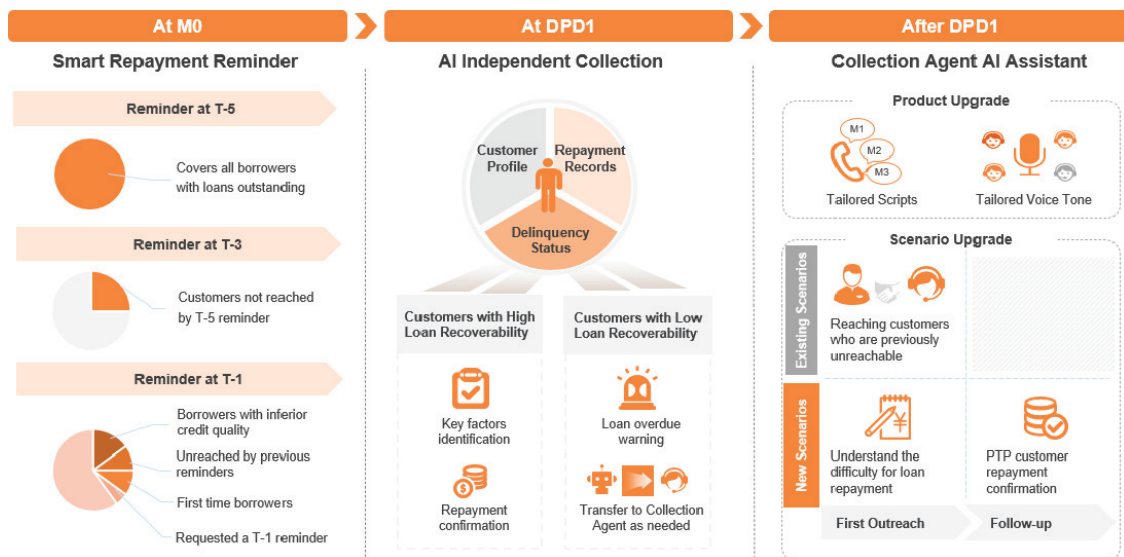 At M0
At DPD1
After DPD1
Smart Repayment Reminder
Reminder at T-5
Covers all borrowers
with loans outstanding
Reminder at T-3
Customers not reached
by T-5 reminder
Reminder at T-1
Borrowers with inferior
credit quality
Unreached by previous
reminders
First time borrowers
Requested a T-1 reminder
AI Independent Collection
Customer
Profile
Repayment
Records
Delinquency
Status
Customers with High
Loan Recoverability
Key factors
identification
Repayment
confirmation
Customers with Low
Loan Recoverability
Loan overdue
warning
Transfer to Collection
Agent as needed
Collection Agent AI Assistant
Product Upgrade
M1
M2
M3
Tailored Scripts
Tailored Voice Tone
Scenario Upgrade
Existing Scenarios
Reaching customers
who are previously
unreachable
New Scenarios
¥
Understand the
difficulty for loan
repayment
PTP customer
repayment
confirmation
First Outreach
Follow-up